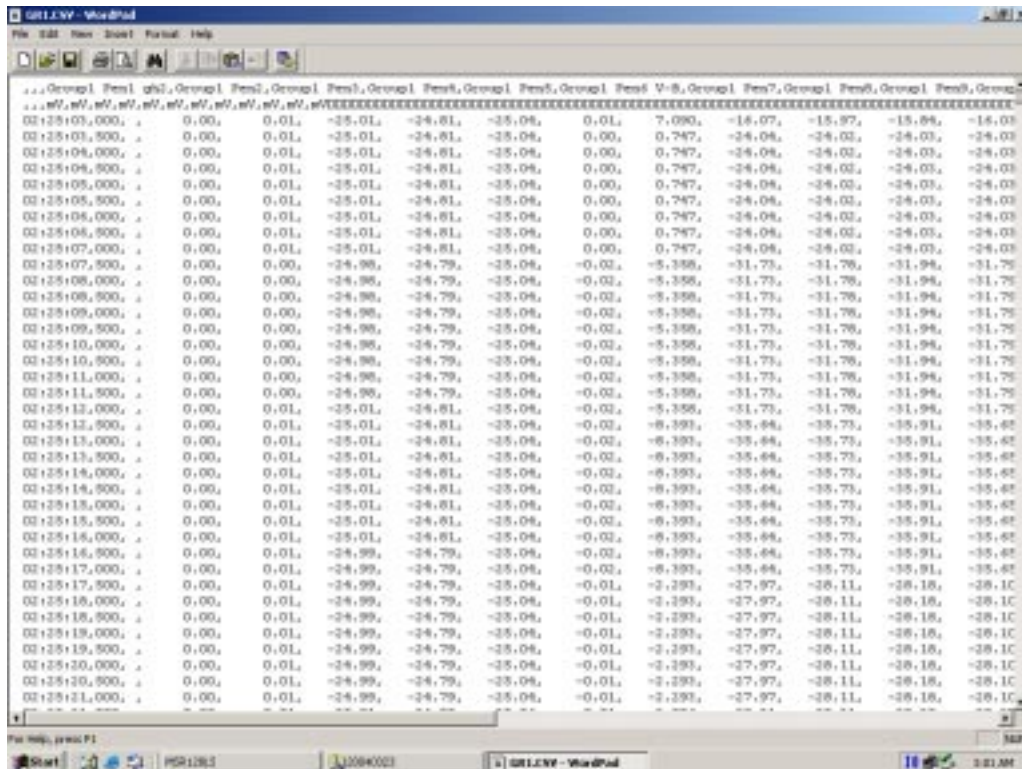 GR1.CSV - WordPad
File Edit View Insert Format Help
,,,Group1 Pen1 ,Group1 Pen2,Group1 Pen3,Group1 Pen4,Group1 Pen5,Group1 Pen6 V-B,Group1 Pen7,Group1 Pen8,Group1 Pen9,Group
,,,mV,mV,mV,mV,mV,mV,mV,mV,mV,mV,mV
02:25:03,000, , 0.00, 0.01, -25.01, -24.81, -25.04, 0.01, 7.090, -16.07, -15.97, -15.84, -16.03
02:25:03,500, , 0.00, 0.01, -25.01, -24.81, -25.04, 0.00, 0.747, -24.04, -24.02, -24.03, -24.03
02:25:04,000, , 0.00, 0.01, -25.01, -24.81, -25.04, 0.00, 0.747, -24.04, -24.02, -24.03, -24.03
02:25:04,500, , 0.00, 0.01, -25.01, -24.81, -25.04, 0.00, 0.747, -24.04, -24.02, -24.03, -24.03
02:25:05,000, , 0.00, 0.01, -25.01, -24.81, -25.04, 0.00, 0.747, -24.04, -24.02, -24.03, -24.03
02:25:05,500, , 0.00, 0.01, -25.01, -24.81, -25.04, 0.00, 0.747, -24.04, -24.02, -24.03, -24.03
02:25:06,000, , 0.00, 0.01, -25.01, -24.81, -25.04, 0.00, 0.747, -24.04, -24.02, -24.03, -24.03
02:25:06,500, , 0.00, 0.01, -25.01, -24.81, -25.04, 0.00, 0.747, -24.04, -24.02, -24.03, -24.03
02:25:07,000, , 0.00, 0.01, -25.01, -24.81, -25.04, 0.00, 0.747, -24.04, -24.02, -24.03, -24.03
02:25:07,500, , 0.00, 0.00, -24.98, -24.79, -25.04, -0.02, -5.358, -31.73, -31.78, -31.94, -31.75
02:25:08,000, , 0.00, 0.00, -24.98, -24.79, -25.04, -0.02, -5.358, -31.73, -31.78, -31.94, -31.75
02:25:08,500, , 0.00, 0.00, -24.98, -24.79, -25.04, -0.02, -5.358, -31.73, -31.78, -31.94, -31.75
02:25:09,000, , 0.00, 0.00, -24.98, -24.79, -25.04, -0.02, -5.358, -31.73, -31.78, -31.94, -31.75
02:25:09,500, , 0.00, 0.00, -24.98, -24.79, -25.04, -0.02, -5.358, -31.73, -31.78, -31.94, -31.75
02:25:10,000, , 0.00, 0.00, -24.98, -24.79, -25.04, -0.02, -5.358, -31.73, -31.78, -31.94, -31.75
02:25:10,500, , 0.00, 0.00, -24.98, -24.79, -25.04, -0.02, -5.358, -31.73, -31.78, -31.94, -31.75
02:25:11,000, , 0.00, 0.00, -24.98, -24.79, -25.04, -0.02, -5.358, -31.73, -31.78, -31.94, -31.75
02:25:11,500, , 0.00, 0.00, -24.98, -24.79, -25.04, -0.02, -5.358, -31.73, -31.78, -31.94, -31.75
02:25:12,000, , 0.00, 0.01, -25.01, -24.81, -25.04, -0.02, -5.358, -31.73, -31.78, -31.94, -31.75
02:25:12,500, , 0.00, 0.01, -25.01, -24.81, -25.04, -0.02, -8.393, -35.64, -35.73, -35.91, -35.65
02:25:13,000, , 0.00, 0.01, -25.01, -24.81, -25.04, -0.02, -8.393, -35.64, -35.73, -35.91, -35.65
02:25:13,500, , 0.00, 0.01, -25.01, -24.81, -25.04, -0.02, -8.393, -35.64, -35.73, -35.91, -35.65
02:25:14,000, , 0.00, 0.01, -25.01, -24.81, -25.04, -0.02, -8.393, -35.64, -35.73, -35.91, -35.65
02:25:14,500, , 0.00, 0.01, -25.01, -24.81, -25.04, -0.02, -8.393, -35.64, -35.73, -35.91, -35.65
02:25:15,000, , 0.00, 0.01, -25.01, -24.81, -25.04, -0.02, -8.393, -35.64, -35.73, -35.91, -35.65
02:25:15,500, , 0.00, 0.01, -25.01, -24.81, -25.04, -0.02, -8.393, -35.64, -35.73, -35.91, -35.65
02:25:16,000, , 0.00, 0.01, -25.01, -24.81, -25.04, -0.02, -8.393, -35.64, -35.73, -35.91, -35.65
02:25:16,500, , 0.00, 0.01, -24.99, -24.79, -25.04, -0.02, -8.393, -35.64, -35.73, -35.91, -35.65
02:25:17,000, , 0.00, 0.01, -24.99, -24.79, -25.04, -0.02, -8.393, -35.64, -35.73, -35.91, -35.65
02:25:17,500, , 0.00, 0.01, -24.99, -24.79, -25.04, -0.01, -2.293, -27.97, -28.11, -28.18, -28.10
02:25:18,000, , 0.00, 0.01, -24.99, -24.79, -25.04, -0.01, -2.293, -27.97, -28.11, -28.18, -28.10
02:25:18,500, , 0.00, 0.01, -24.99, -24.79, -25.04, -0.01, -2.293, -27.97, -28.11, -28.18, -28.10
02:25:19,000, , 0.00, 0.01, -24.99, -24.79, -25.04, -0.01, -2.293, -27.97, -28.11, -28.18, -28.10
02:25:19,500, , 0.00, 0.01, -24.99, -24.79, -25.04, -0.01, -2.293, -27.97, -28.11, -28.18, -28.10
02:25:20,000, , 0.00, 0.01, -24.99, -24.79, -25.04, -0.01, -2.293, -27.97, -28.11, -28.18, -28.10
02:25:20,500, , 0.00, 0.01, -24.99, -24.79, -25.04, -0.01, -2.293, -27.97, -28.11, -28.18, -28.10
02:25:21,000, , 0.00, 0.01, -24.99, -24.79, -25.04, -0.01, -2.293, -27.97, -28.11, -28.18, -28.10
For Help, press F1
Start GR1.CSV - WordPad